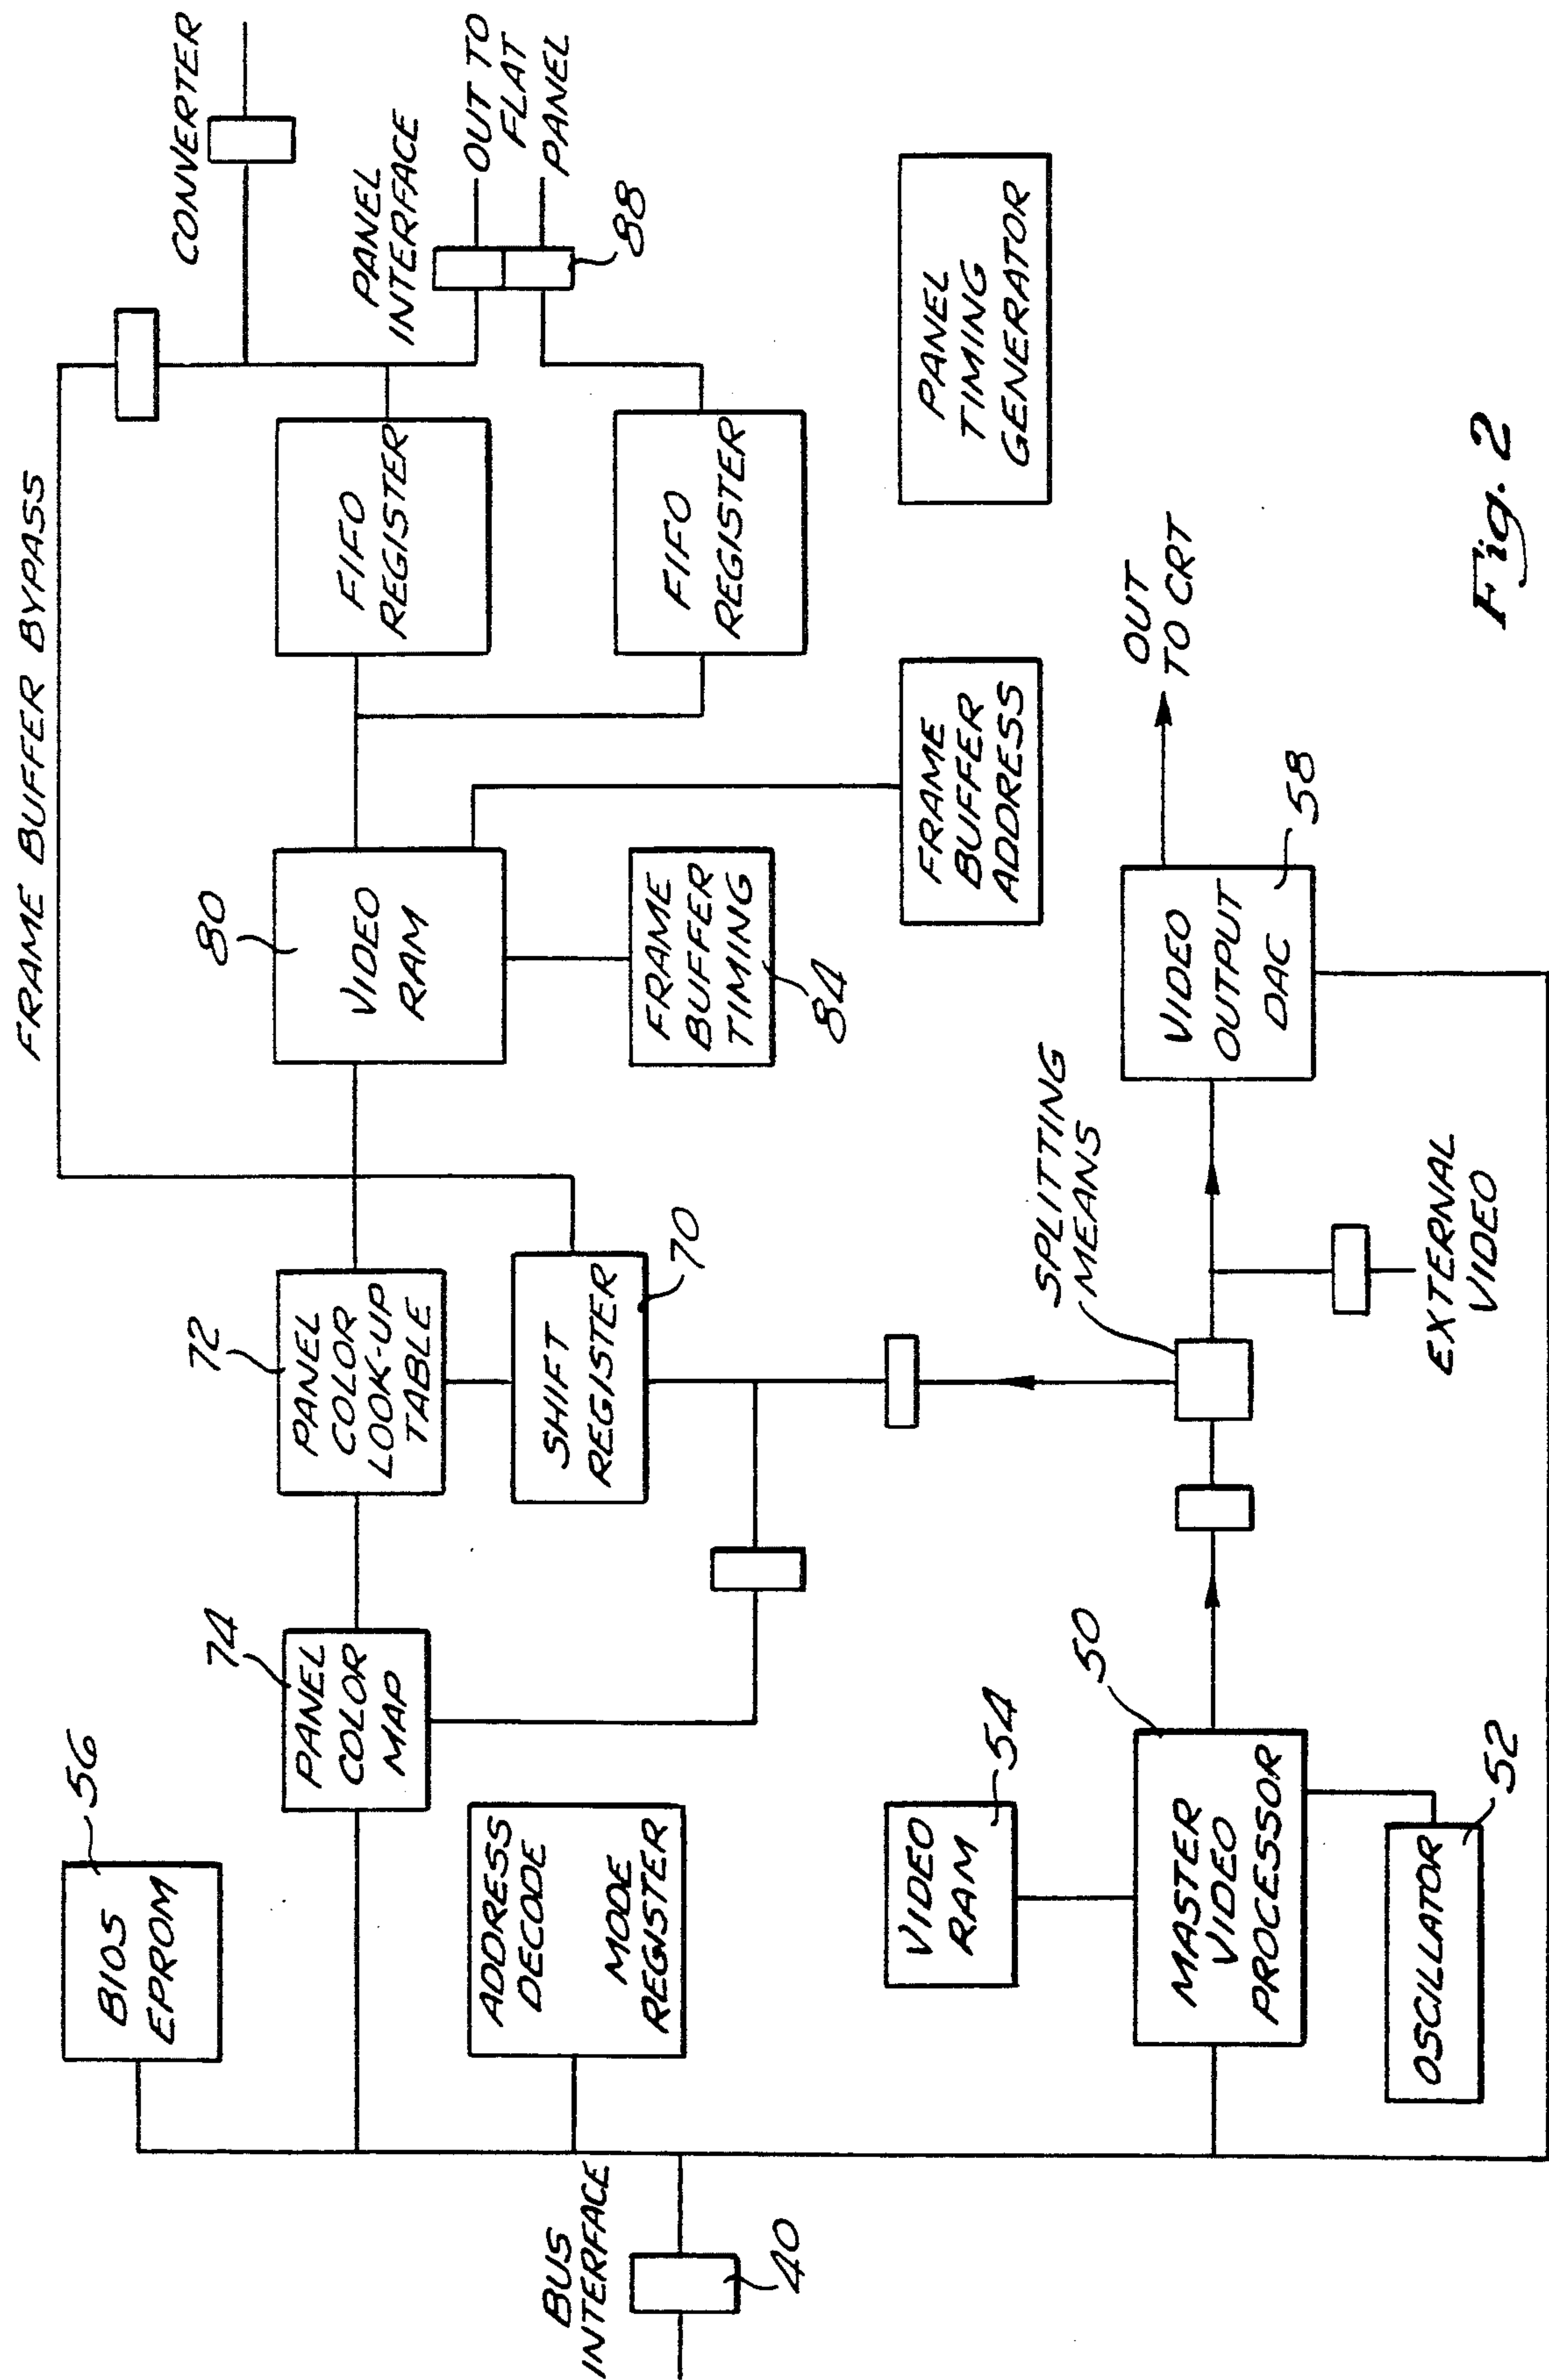 FRAME BUFFER BYPASS
CONVERTER
56
BIOS
EPROM
74
PANEL
COLOR
MAP
72
PANEL
COLOR
LOOK-UP
TABLE
80
VIDEO
RAM
FIFO
REGISTER
PANEL
INTERFACE
OUT TO
FLAT
PANEL
88
ADDRESS
DECODE
MODE
REGISTER
SHIFT
REGISTER
70
FRAME
BUFFER
TIMING
84
FIFO
REGISTER
BUS
INTERFACE
40
VIDEO
RAM
54
FRAME
BUFFER
ADDRESS
PANEL
TIMING
GENERATOR
50
MASTER
VIDEO
PROCESSOR
SPLITTING
MEANS
VIDEO
OUTPUT
DAC
58
OUT
TO CRT
OSCILLATOR
52
EXTERNAL
VIDEO
Fig. 2